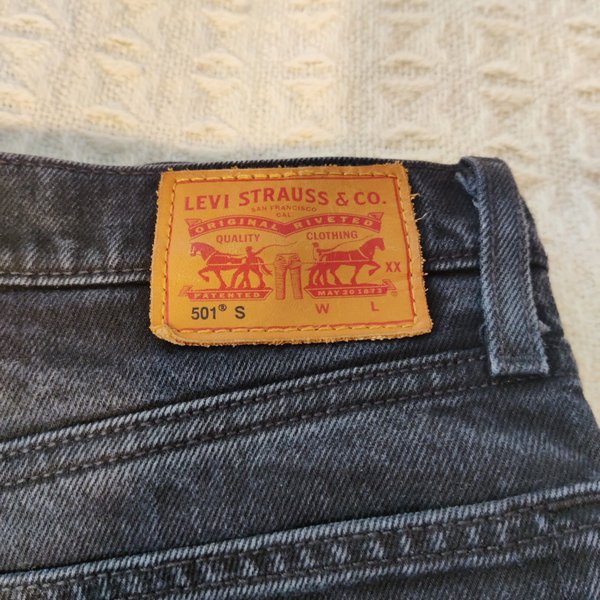 LEVI STRAUSS & CO.
SAN FRANCISCO
CAL
ORIGINAL RIVETED
QUALITY CLOTHING
XX
PATENTED MAY 20 1873
501® S W L